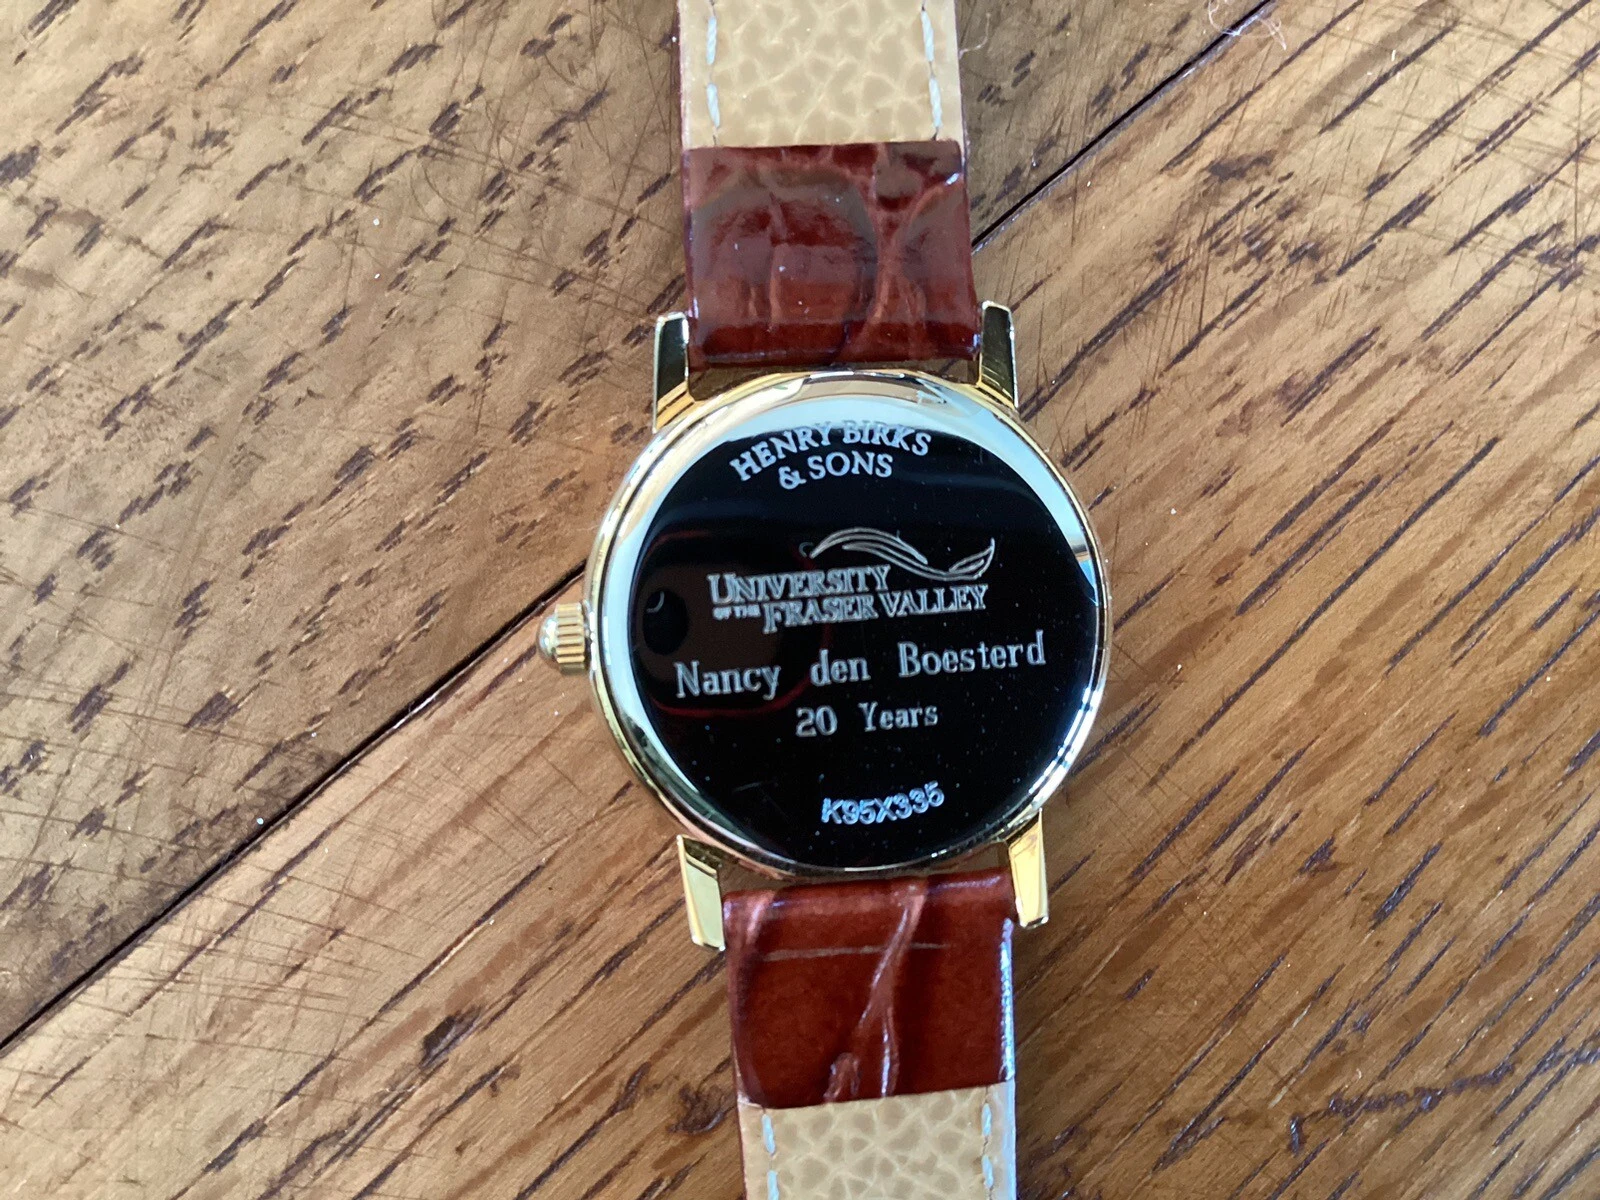 HENRY BIRKS
& SONS
UNIVERSITY
OF THE FRASER VALLEY
Nancy den Boesterd
20 Years
K95X335